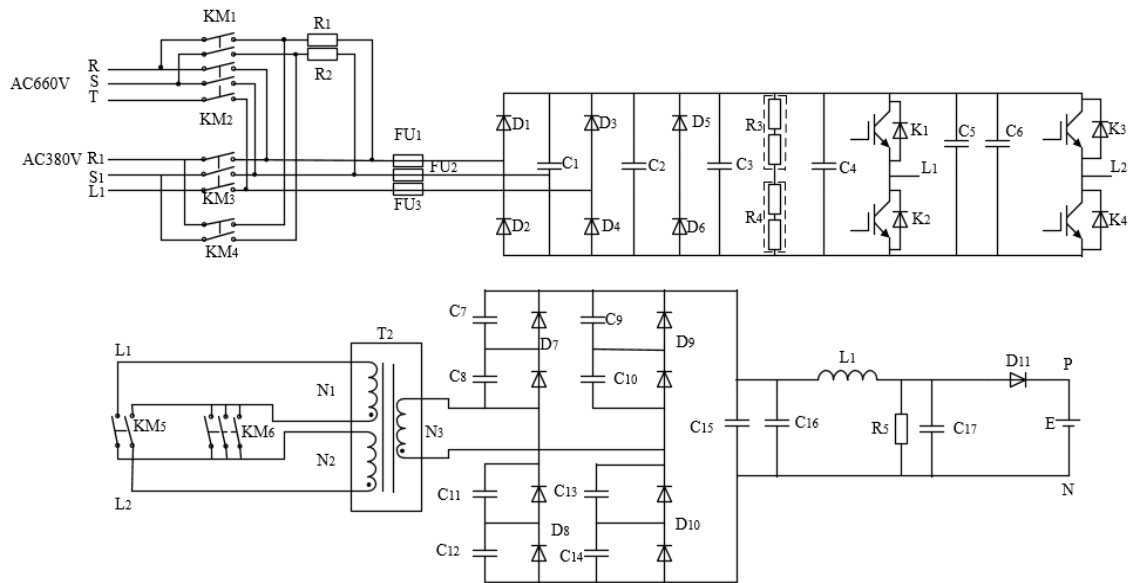 KM1
R1
R2
R
AC660V S
T
KM2
AC380V R1
S1
L1
KM3
KM4
FU1
FU2
FU3
D1
D3
D5
C1
C2
C3
D2
D4
D6
R3
R4
C4
K1
L1
K2
C5
C6
K3
L2
K4
T2
L1
N1
KM5
KM6
N2
N3
L2
C7
D7
C8
C9
D9
C10
C11
D8
C12
C13
D10
C14
C15
C16
L1
R5
C17
D11
P
E
N